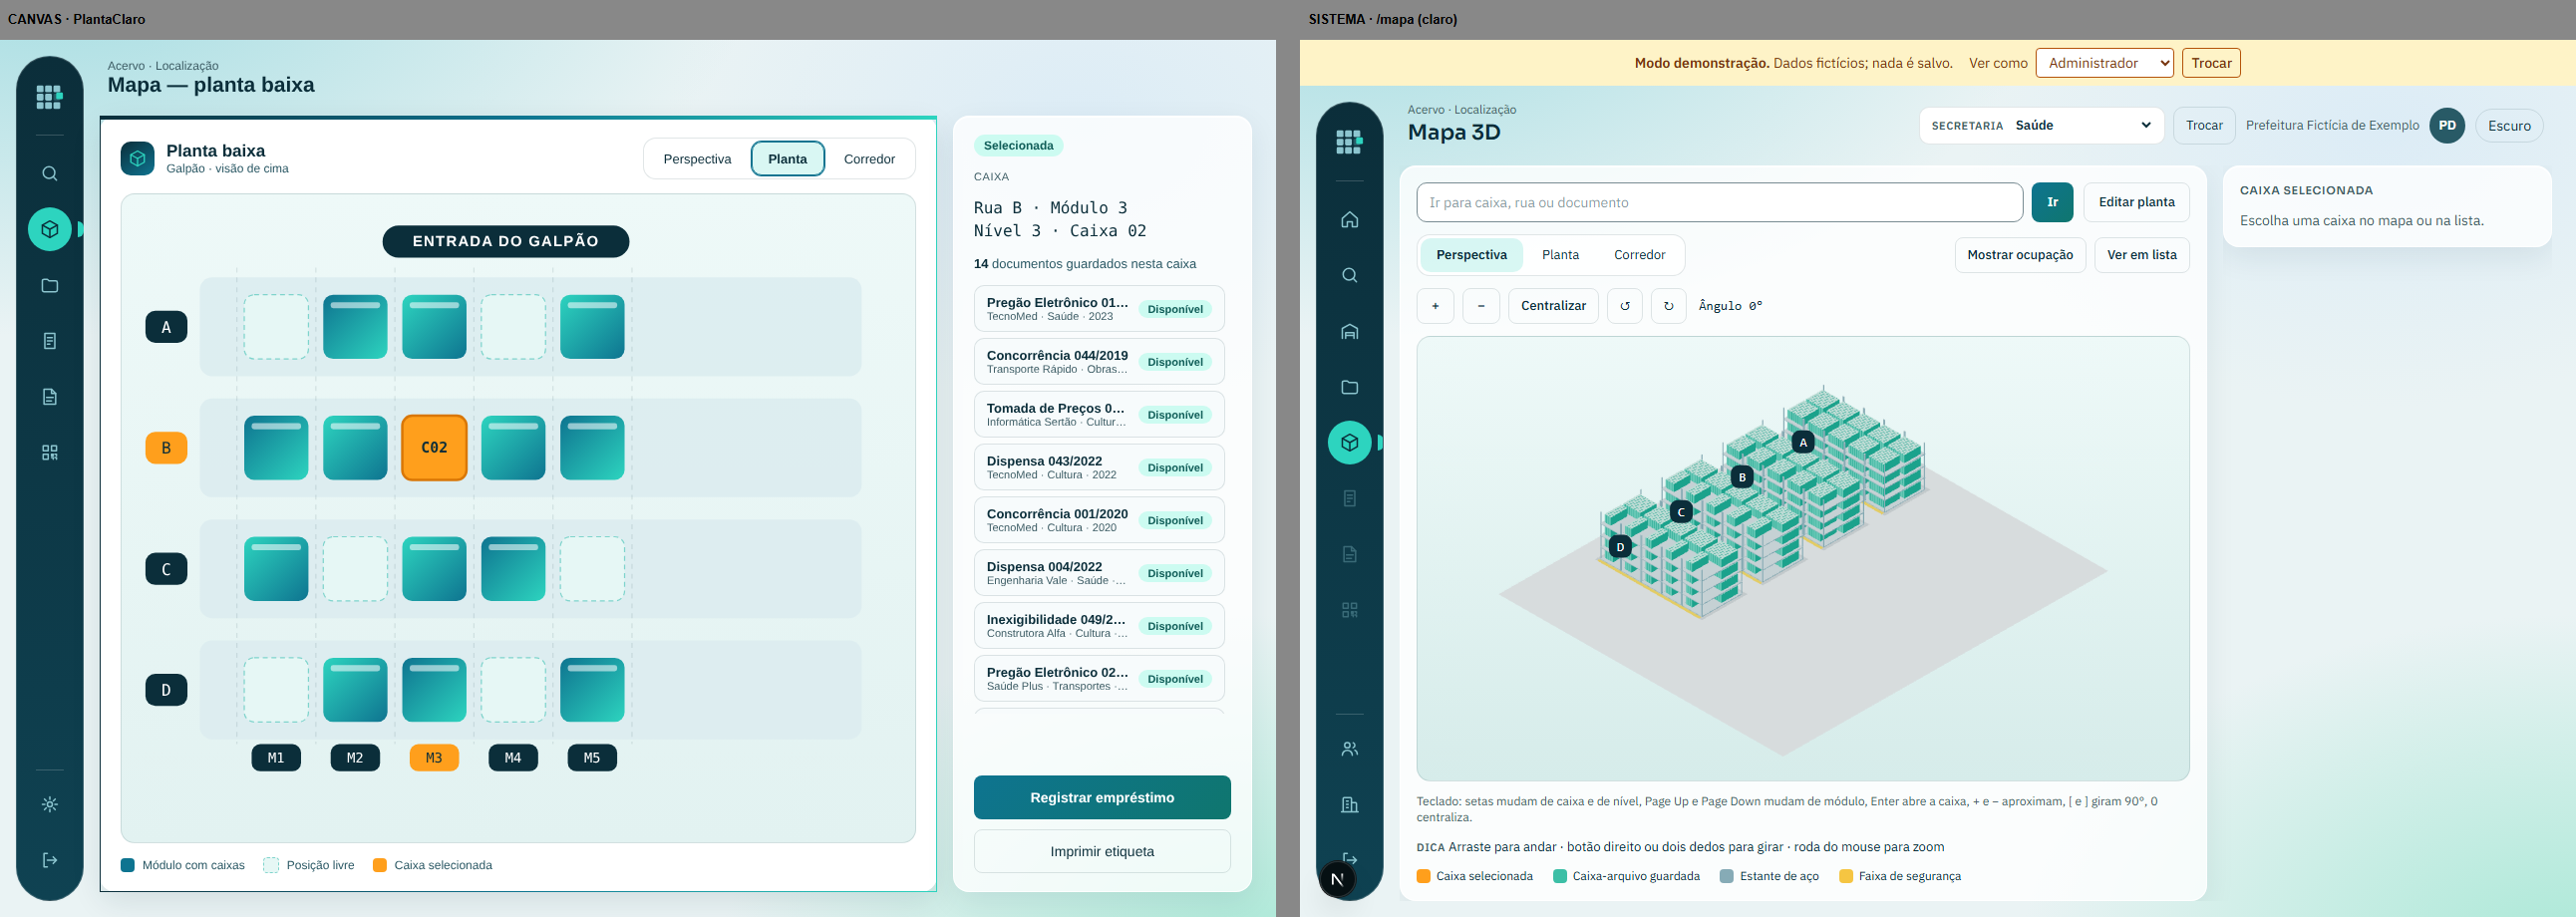 CANVAS · PlantaClaro
Acervo · Localização
Mapa — planta baixa
Planta baixa
Galpão · visão de cima
Perspectiva
Planta
Corredor
ENTRADA DO GALPÃO
A
B
C02
C
D
M1
M2
M3
M4
M5
Módulo com caixas
Posição livre
Caixa selecionada
Selecionada
CAIXA
Rua B · Módulo 3
Nível 3 · Caixa 02
14 documentos guardados nesta caixa
Pregão Eletrônico 01...
TecnoMed · Saúde · 2023
Disponível
Concorrência 044/2019
Transporte Rápido · Obras...
Disponível
Tomada de Preços 0...
Informática Sertão · Cultur...
Disponível
Dispensa 043/2022
TecnoMed · Cultura · 2022
Disponível
Concorrência 001/2020
TecnoMed · Cultura · 2020
Disponível
Dispensa 004/2022
Engenharia Vale · Saúde ·...
Disponível
Inexigibilidade 049/2...
Construtora Alfa · Cultura ·...
Disponível
Pregão Eletrônico 02...
Saúde Plus · Transportes ·...
Disponível
Registrar empréstimo
Imprimir etiqueta
SISTEMA · /mapa (claro)
Modo demonstração. Dados fictícios; nada é salvo.
Ver como
Administrador
Trocar
Acervo · Localização
Mapa 3D
SECRETARIA Saúde
Trocar
Prefeitura Fictícia de Exemplo
PD
Escuro
Ir para caixa, rua ou documento
Ir
Editar planta
Perspectiva
Planta
Corredor
Mostrar ocupação
Ver em lista
+
−
Centralizar
↺
↻
Ângulo 0°
A
B
C
D
Teclado: setas mudam de caixa e de nível, Page Up e Page Down mudam de módulo, Enter abre a caixa, + e − aproximam, [ e ] giram 90°, 0
centraliza.
DICA Arraste para andar · botão direito ou dois dedos para girar · roda do mouse para zoom
Caixa selecionada
Caixa-arquivo guardada
Estante de aço
Faixa de segurança
CAIXA SELECIONADA
Escolha uma caixa no mapa ou na lista.
N